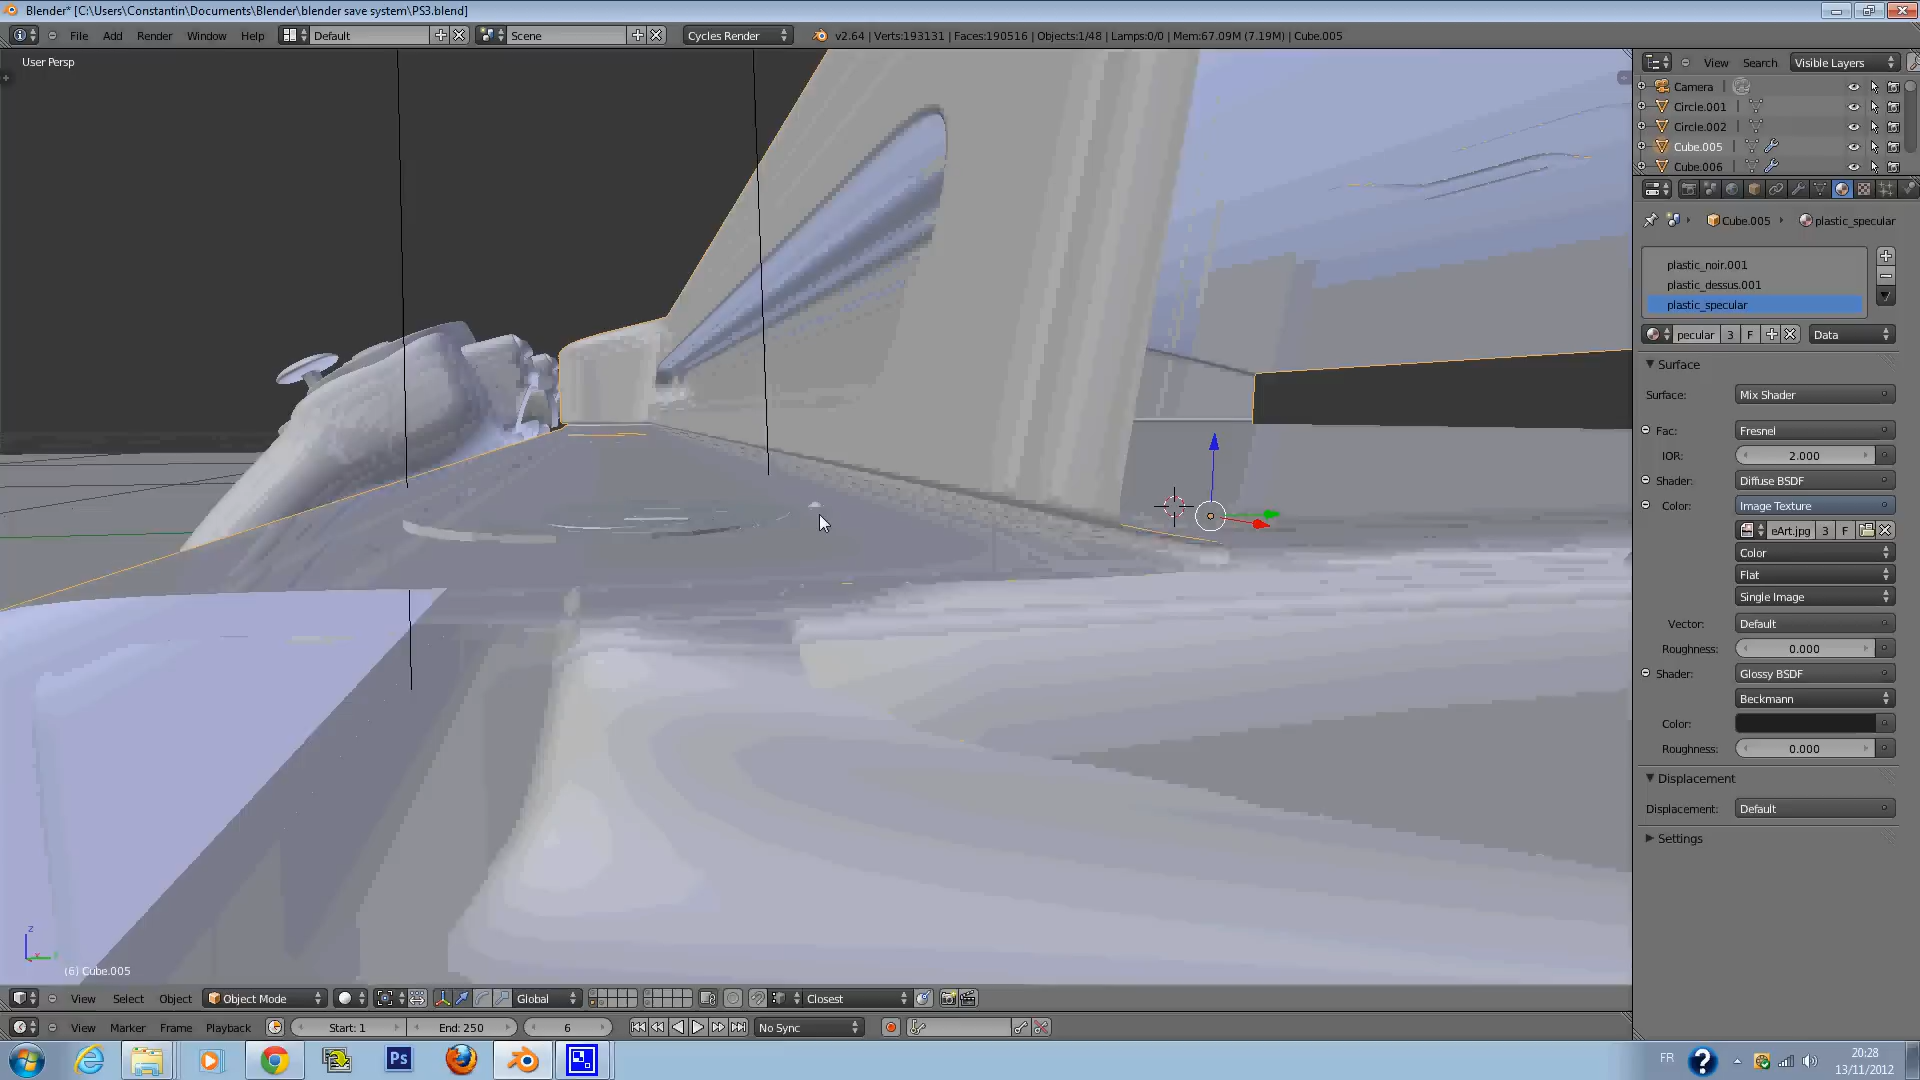 Blender* [C:\Users\Constantin\Documents\Blender\blender save system\PS3.blend]
File Add Render Window Help Default Scene Cycles Render v2.64 | Verts:193131 | Faces:190516 | Objects:1/48 | Lamps:0/0 | Mem:67.09M (7.19M) | Cube.005
User Persp
View Search Visible Layers
Camera
Circle.001
Circle.002
Cube.005
Cube.006
Cube.005 plastic_specular
plastic_noir.001
plastic_dessus.001
plastic_specular
pecular 3 F Data
Surface
Surface: Mix Shader
Fac: Fresnel
IOR: 2.000
Shader: Diffuse BSDF
Color: Image Texture
eArt.jpg 3 F
Color
Flat
Single Image
Vector: Default
Roughness: 0.000
Shader: Glossy BSDF
Beckmann
Color:
Roughness: 0.000
Displacement
Displacement: Default
Settings
z
(6) Cube.005
View Select Object Object Mode Global Closest
View Marker Frame Playback Start: 1 End: 250 6 No Sync
Ps
FR
20:28
13/11/2012